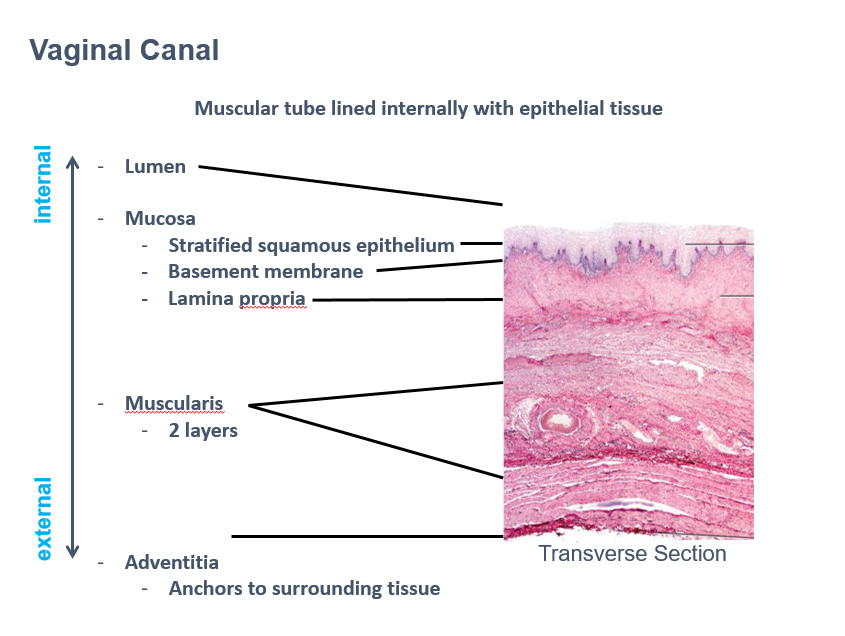 Vaginal Canal
Muscular tube lined internally with epithelial tissue
internal
- Lumen
- Mucosa
- Stratified squamous epithelium
- Basement membrane
- Lamina propria
- Muscularis
- 2 layers
external
- Adventitia
- Anchors to surrounding tissue
Transverse Section